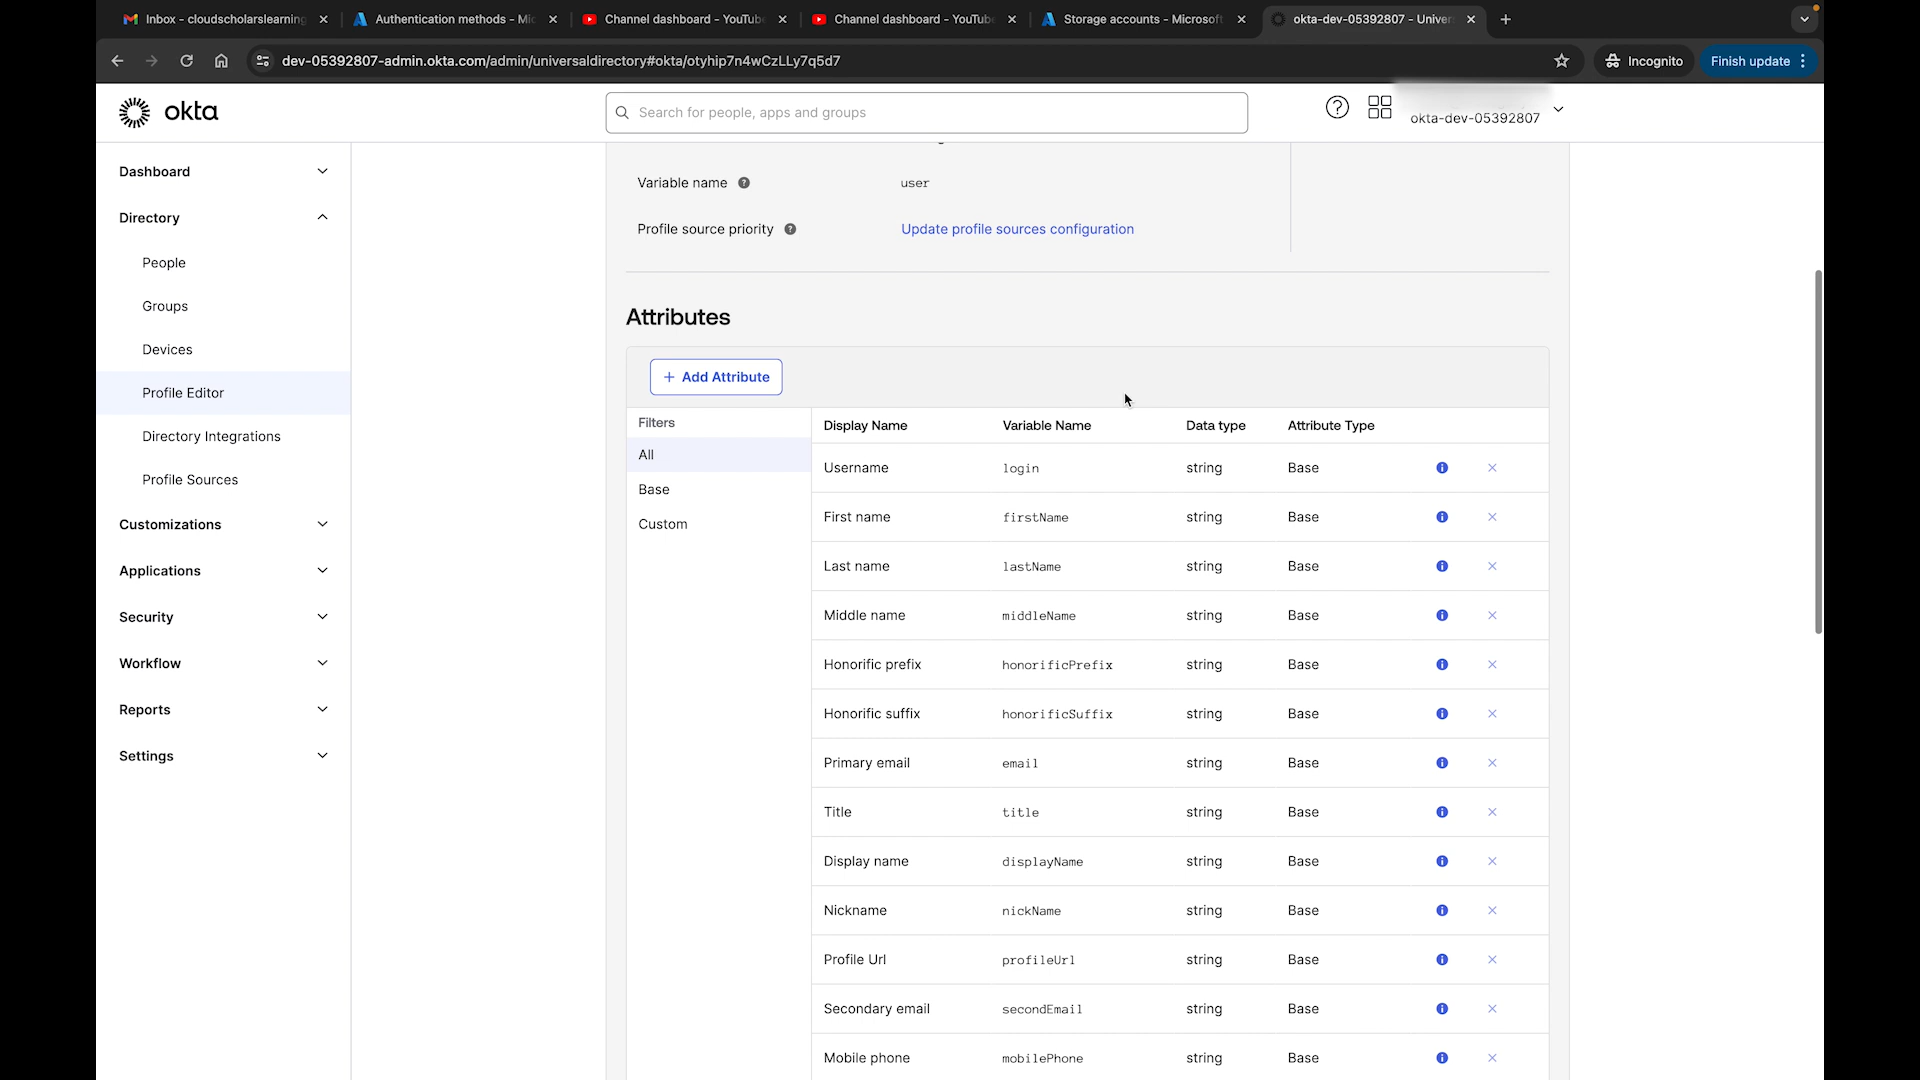 Inbox - cloudscholarslearning
Authentication methods - Mic
Channel dashboard - YouTube
Channel dashboard - YouTube
Storage accounts - Microsoft
okta-dev-05392807 - Univer
dev-05392807-admin.okta.com/admin/universaldirectory#okta/otyhip7n4wCzLLy7q5d7
Incognito
Finish update
okta
Search for people, apps and groups
okta-dev-05392807
Dashboard
Directory
People
Groups
Devices
Profile Editor
Directory Integrations
Profile Sources
Customizations
Applications
Security
Workflow
Reports
Settings
Variable name user
Profile source priority Update profile sources configuration
Attributes
+ Add Attribute
Filters
All
Base
Custom
Display Name Variable Name Data type Attribute Type
Username login string Base
First name firstName string Base
Last name lastName string Base
Middle name middleName string Base
Honorific prefix honorificPrefix string Base
Honorific suffix honorificSuffix string Base
Primary email email string Base
Title title string Base
Display name displayName string Base
Nickname nickName string Base
Profile Url profileUrl string Base
Secondary email secondEmail string Base
Mobile phone mobilePhone string Base